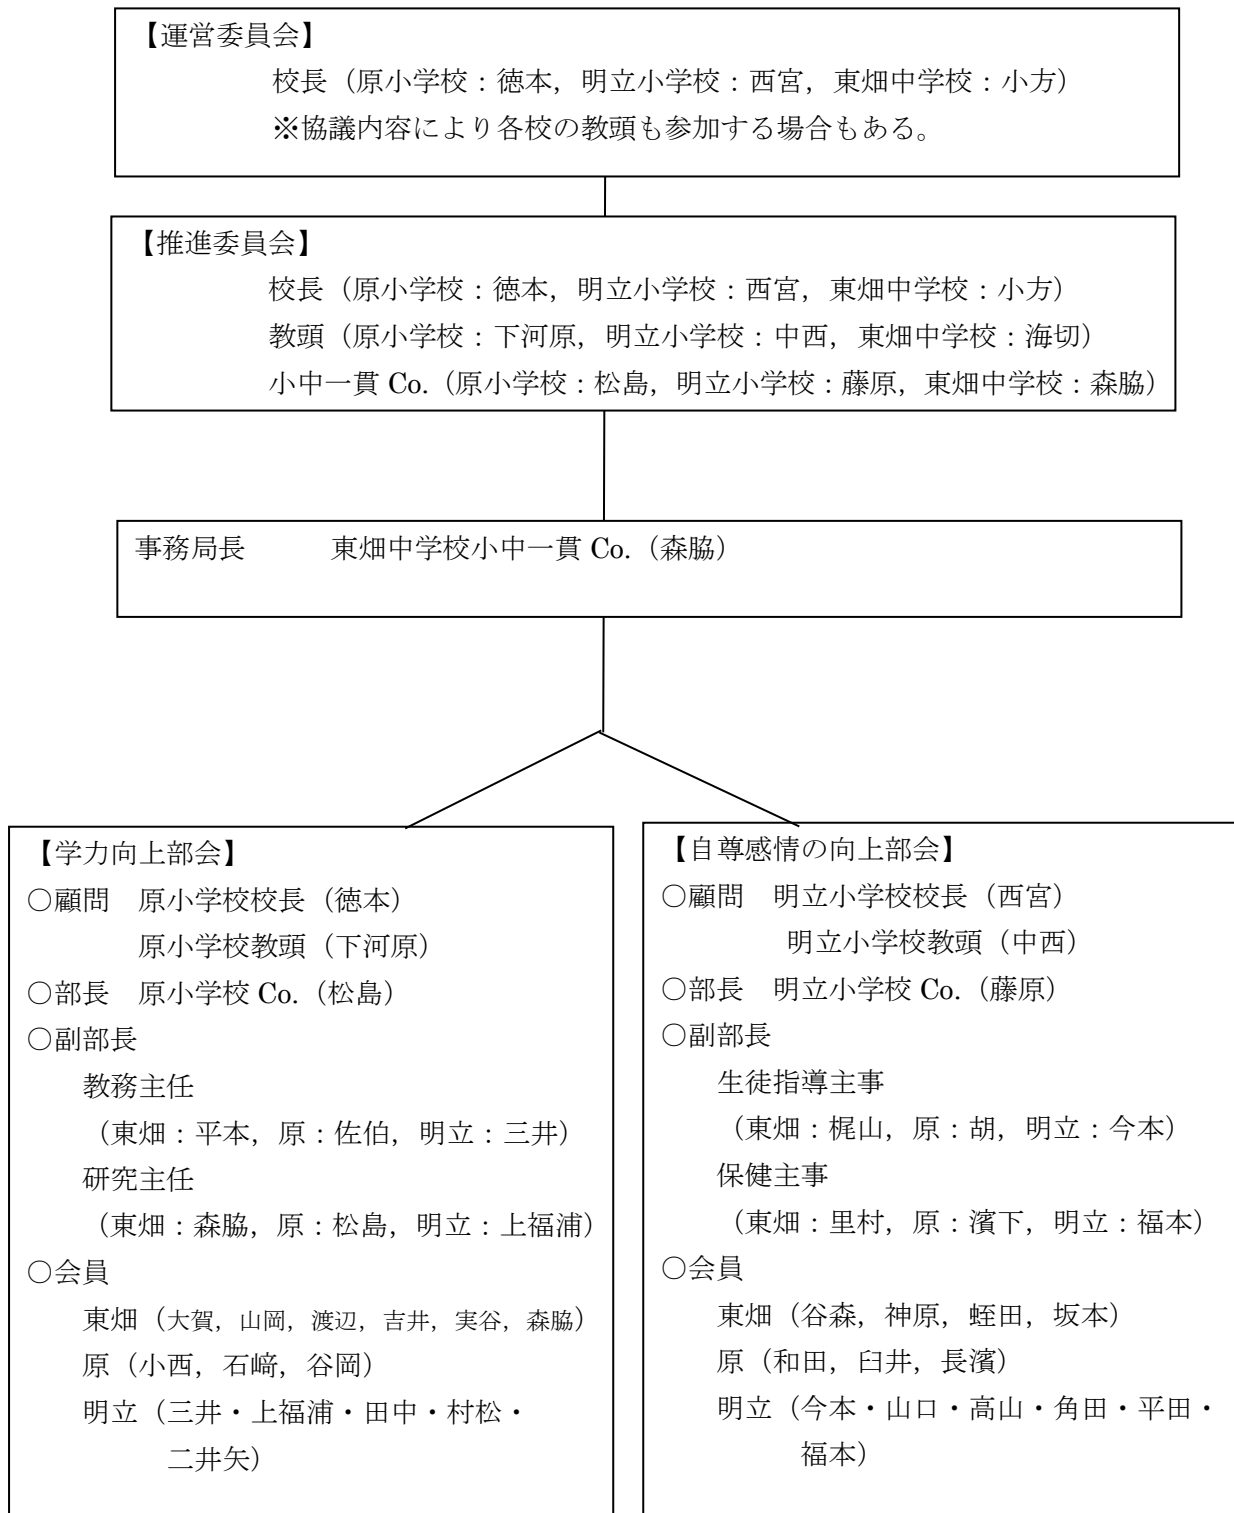 【運営委員会】
校長（原小学校：徳本，明立小学校：西宮，東畑中学校：小方）
※協議内容により各校の教頭も参加する場合もある。
【推進委員会】
校長（原小学校：徳本，明立小学校：西宮，東畑中学校：小方）
教頭（原小学校：下河原，明立小学校：中西，東畑中学校：海切）
小中一貫 Co.（原小学校：松島，明立小学校：藤原，東畑中学校：森脇）
事務局長　　　東畑中学校小中一貫 Co.（森脇）
【学力向上部会】
○顧問　原小学校校長（徳本）
原小学校教頭（下河原）
○部長　原小学校 Co.（松島）
○副部長
教務主任
（東畑：平本，原：佐伯，明立：三井）
研究主任
（東畑：森脇，原：松島，明立：上福浦）
○会員
東畑（大賀，山岡，渡辺，吉井，実谷，森脇）
原（小西，石﨑，谷岡）
明立（三井・上福浦・田中・村松・
二井矢）
【自尊感情の向上部会】
○顧問　明立小学校校長（西宮）
明立小学校教頭（中西）
○部長　明立小学校 Co.（藤原）
○副部長
生徒指導主事
（東畑：梶山，原：胡，明立：今本）
保健主事
（東畑：里村，原：濱下，明立：福本）
○会員
東畑（谷森，神原，蛭田，坂本）
原（和田，臼井，長濱）
明立（今本・山口・高山・角田・平田・
福本）